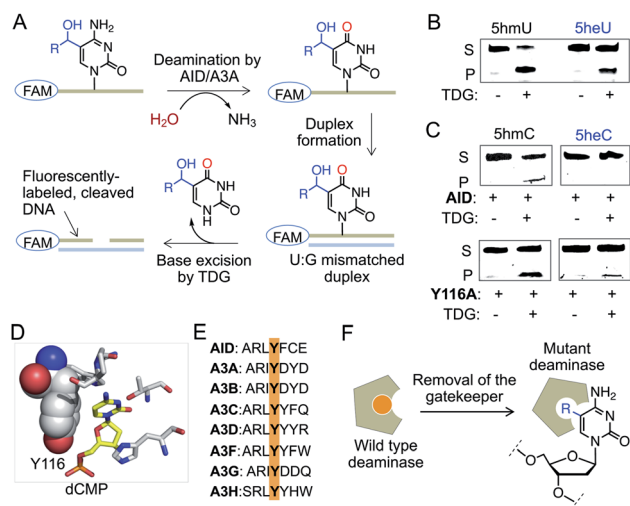 A
OH
NH2
R
N
N
O
FAM
Deamination by
AID/A3A
H2O
NH3
OH
O
R
NH
N
O
FAM
Duplex
formation
Fluorescently-
labeled, cleaved
DNA
OH
O
R
NH
N
H
O
OH
O
R
NH
N
O
FAM
Base excision
by TDG
FAM
U:G mismatched
duplex
B
5hmU
5heU
S
P
TDG: - + - +
C
5hmC
5heC
S
P
AID: + + + +
TDG: - + - +
S
P
Y116A: + + + +
TDG: - + - +
D
Y116
dCMP
E
AID: ARLYFCE
A3A: ARIYDYD
A3B: ARIYDYD
A3C: ARLYYFQ
A3D: ARLYYYR
A3F: ARLYYFW
A3G: ARIYDDQ
A3H: SRLYYHW
F
Wild type
deaminase
Removal of the
gatekeeper
Mutant
deaminase
NH2
R
N
N
O
O
O
O